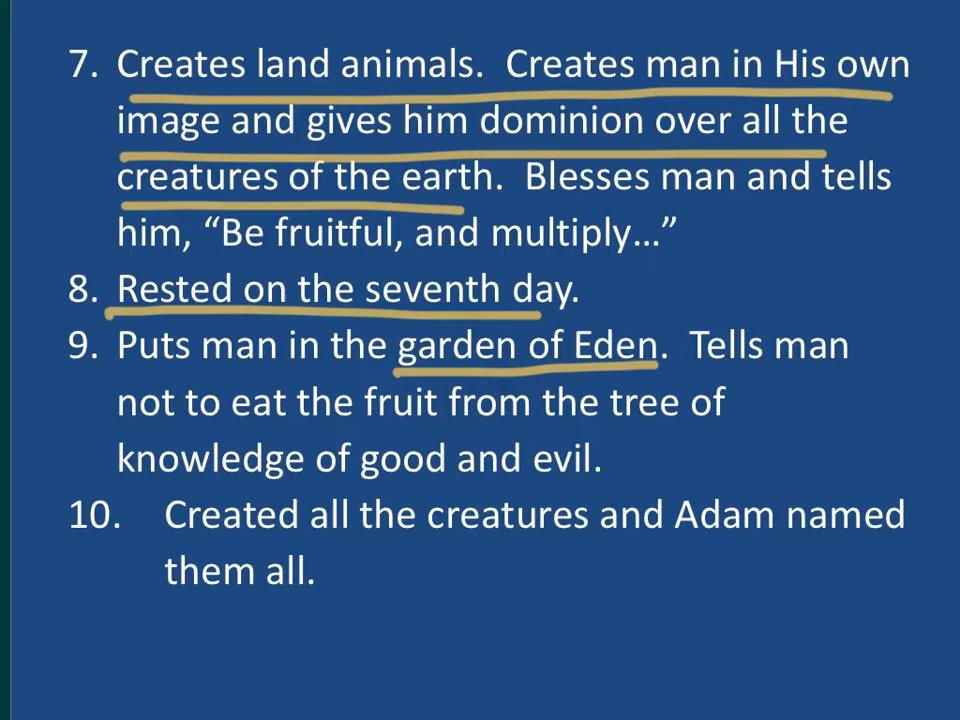 7. Creates land animals. Creates man in His own
image and gives him dominion over all the
creatures of the earth. Blesses man and tells
him, “Be fruitful, and multiply…”
8. Rested on the seventh day.
9. Puts man in the garden of Eden. Tells man
not to eat the fruit from the tree of
knowledge of good and evil.
10. Created all the creatures and Adam named
them all.